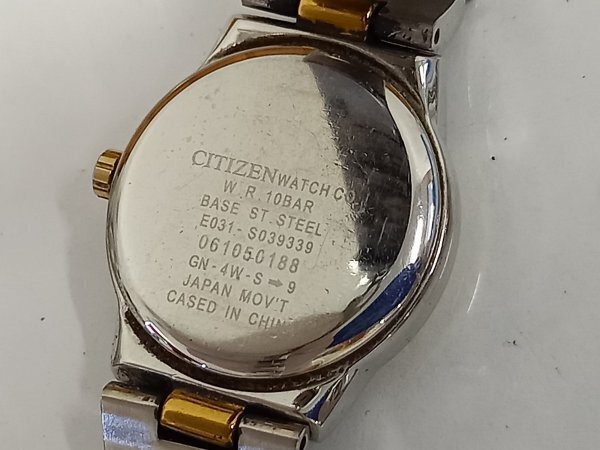 CITIZEN WATCH CO.
W.R.10BAR
BASE ST.STEEL
E031-S039339
061050188
GN-4W-S➡9
JAPAN MOV'T
CASED IN CHINA